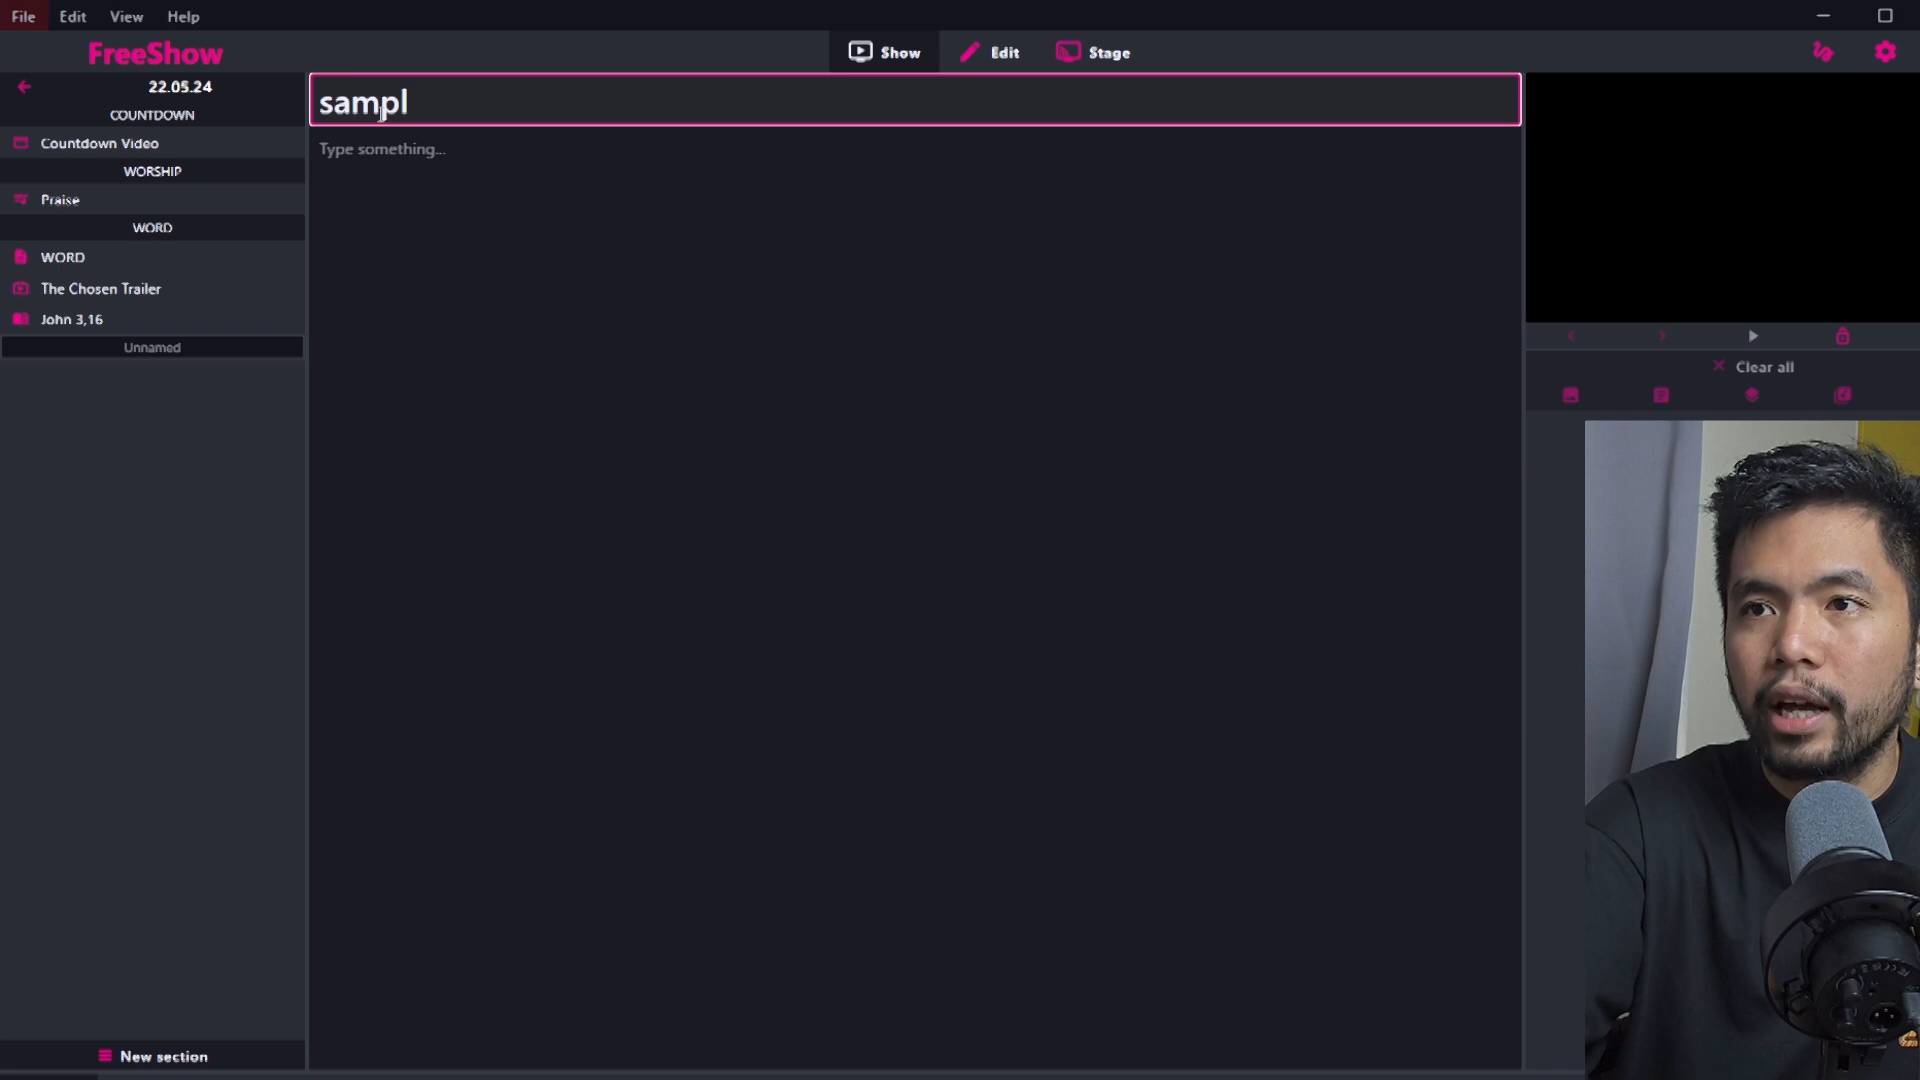 File Edit View Help
FreeShow
Show Edit Stage
22.05.24
COUNTDOWN
Countdown Video
WORSHIP
Praise
WORD
WORD
The Chosen Trailer
John 3,16
Unnamed
New section
sampl
Type something...
Clear all